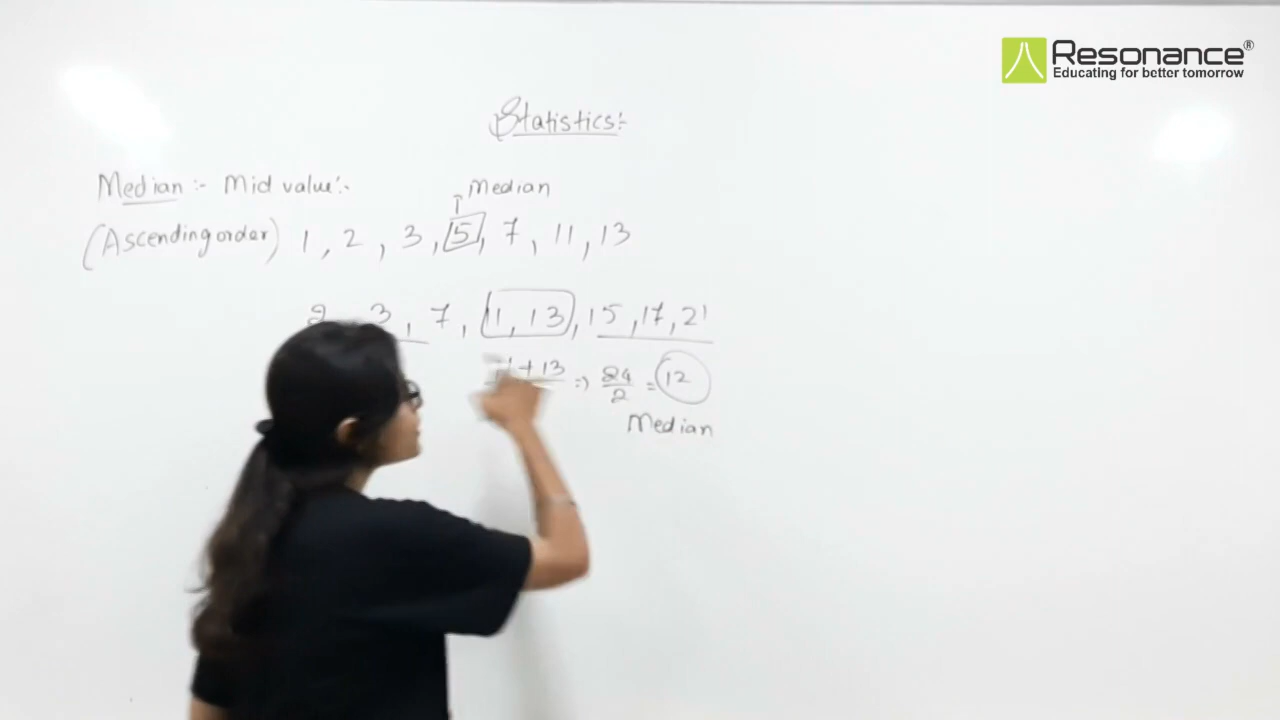 Resonance®
Educating for better tomorrow
Statistics:-
Median :- Mid value:-
Median
(Ascending order) 1, 2, 3, 5, 7, 11, 13
2 3, 7, 11, 13, 15, 17, 21
+ 13 => 24/2 = 12
Median